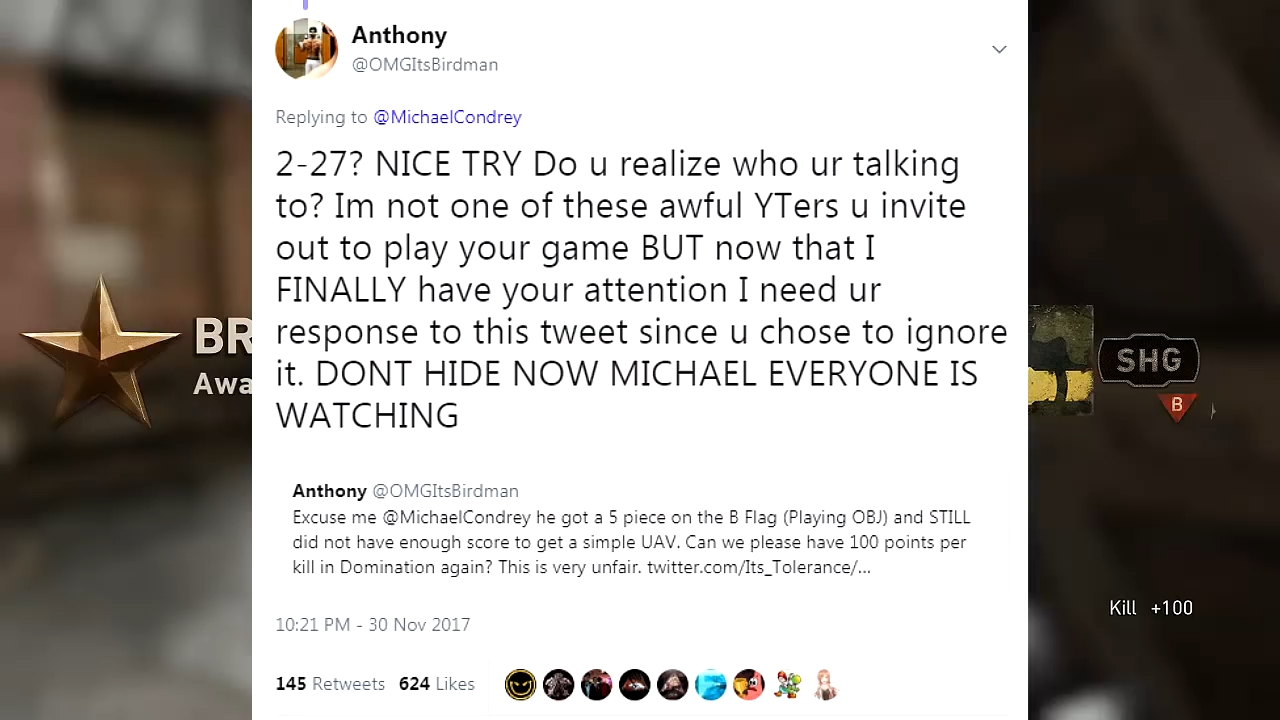 Anthony
@OMGItsBirdman
Replying to @MichaelCondrey
2-27? NICE TRY Do u realize who ur talking
to? Im not one of these awful YTers u invite
out to play your game BUT now that I
FINALLY have your attention I need ur
response to this tweet since u chose to ignore
it. DONT HIDE NOW MICHAEL EVERYONE IS
WATCHING
BR
Awa
SHG
B
Anthony @OMGItsBirdman
Excuse me @MichaelCondrey he got a 5 piece on the B Flag (Playing OBJ) and STILL
did not have enough score to get a simple UAV. Can we please have 100 points per
kill in Domination again? This is very unfair. twitter.com/Its_Tolerance/...
Kill +100
10:21 PM - 30 Nov 2017
145 Retweets 624 Likes